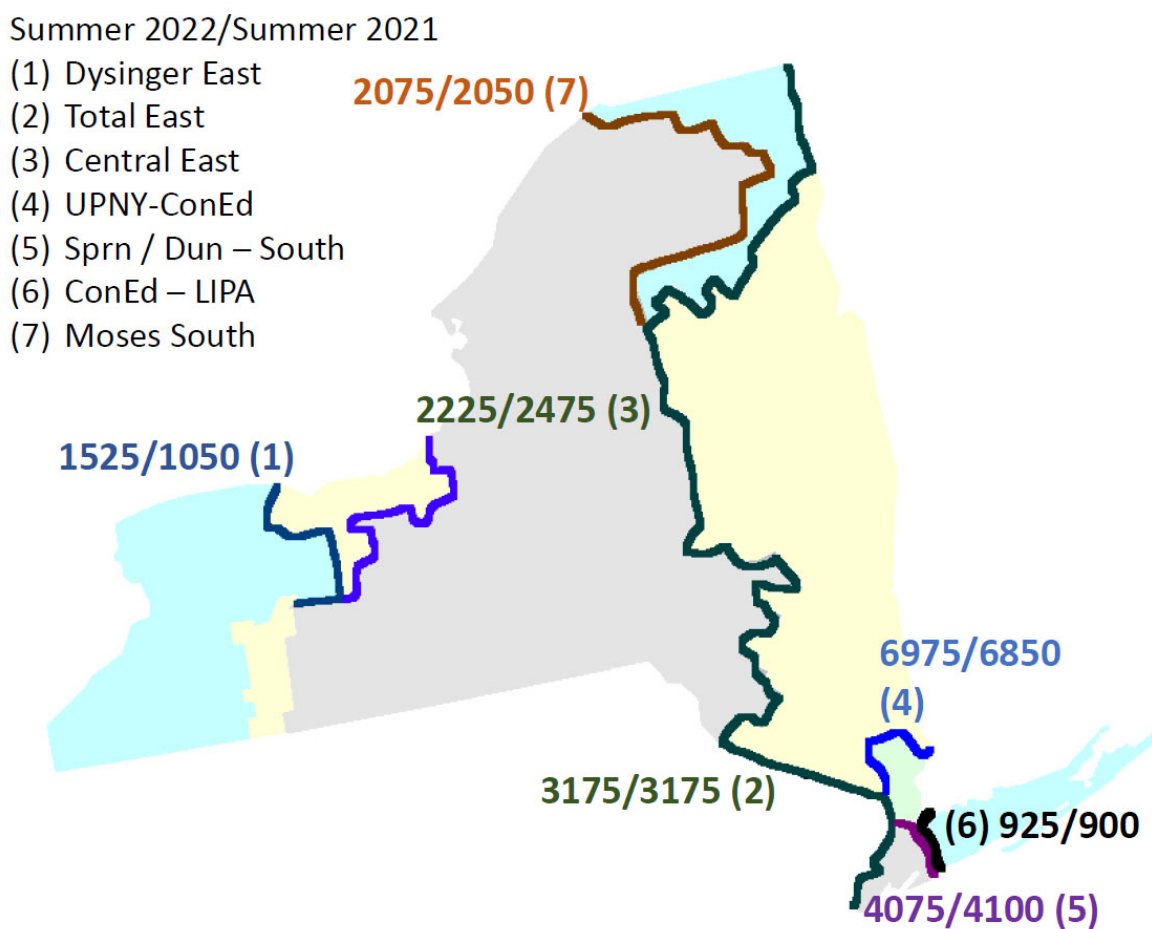 Summer 2022/Summer 2021
(1) Dysinger East
(2) Total East
(3) Central East
(4) UPNY-ConEd
(5) Sprn / Dun – South
(6) ConEd – LIPA
(7) Moses South
2075/2050 (7)
2225/2475 (3)
1525/1050 (1)
6975/6850
(4)
3175/3175 (2)
(6) 925/900
4075/4100 (5)